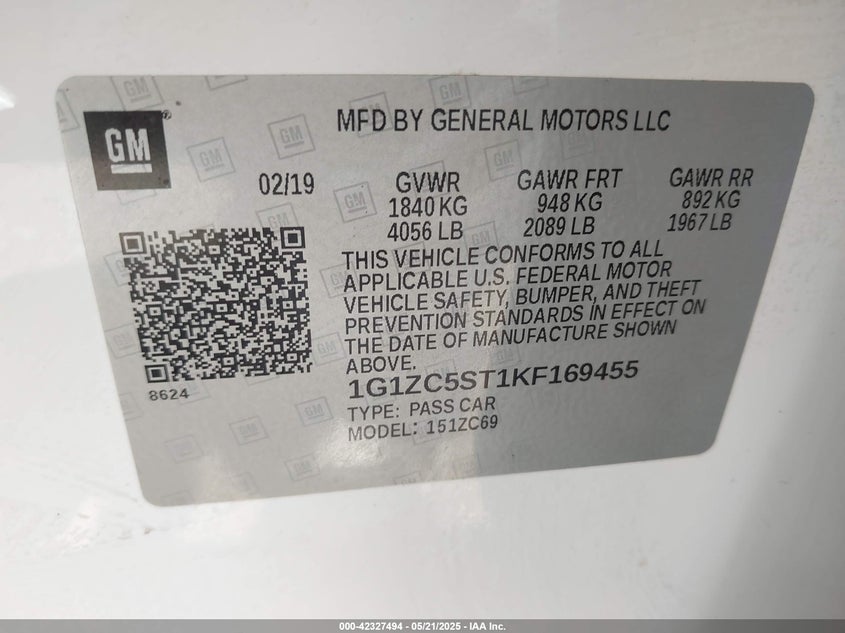 GM
MFD BY GENERAL MOTORS LLC
02/19
GVWR
1840 KG
4056 LB
GAWR FRT
948 KG
2089 LB
GAWR RR
892 KG
1967 LB
THIS VEHICLE CONFORMS TO ALL
APPLICABLE U.S. FEDERAL MOTOR
VEHICLE SAFETY, BUMPER, AND THEFT
PREVENTION STANDARDS IN EFFECT ON
THE DATE OF MANUFACTURE SHOWN
ABOVE.
8624
1G1ZC5ST1KF169455
TYPE: PASS CAR
MODEL: 151ZC69
000-42327494 — 05/21/2025 - IAA Inc.